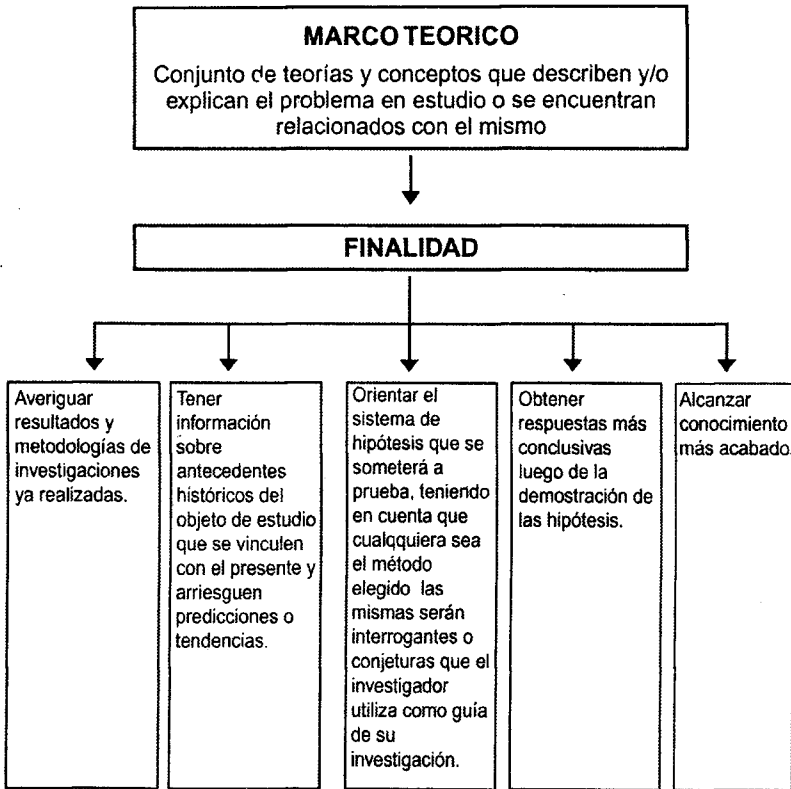 MARCO TEORICO
Conjunto de teorías y conceptos que describen y/o
explican el problema en estudio o se encuentran
relacionados con el mismo
FINALIDAD
Averiguar
resultados y
metodologías de
investigaciones
ya realizadas.
Tener
información
sobre
antecedentes
históricos del
objeto de estudio
que se vinculen
con el presente y
arriesguen
predicciones o
tendencias.
Orientar el
sistema de
hipótesis que se
someterá a
prueba, teniendo
en cuenta que
cualqquiera sea
el método
elegido las
mismas serán
interrogantes o
conjeturas que el
investigador
utiliza como guía
de su
investigación.
Obtener
respuestas más
conclusivas
luego de la
demostración de
las hipótesis.
Alcanzar
conocimiento
más acabado.